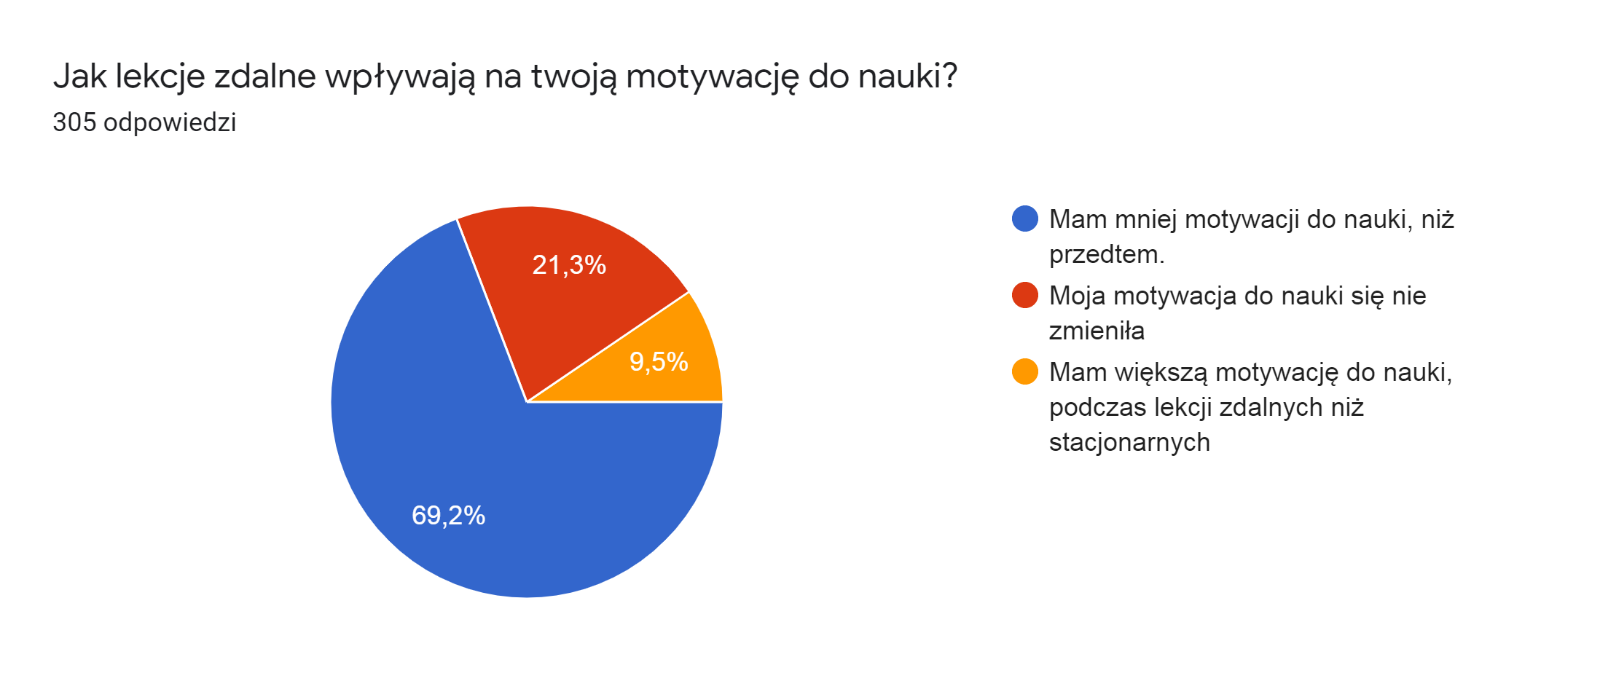 Jak lekcje zdalne wpływają na twoją motywację do nauki?
305 odpowiedzi
21,3%
9,5%
69,2%
Mam mniej motywacji do nauki, niż
przedtem.
Moja motywacja do nauki się nie
zmieniła
Mam większą motywację do nauki,
podczas lekcji zdalnych niż
stacjonarnych